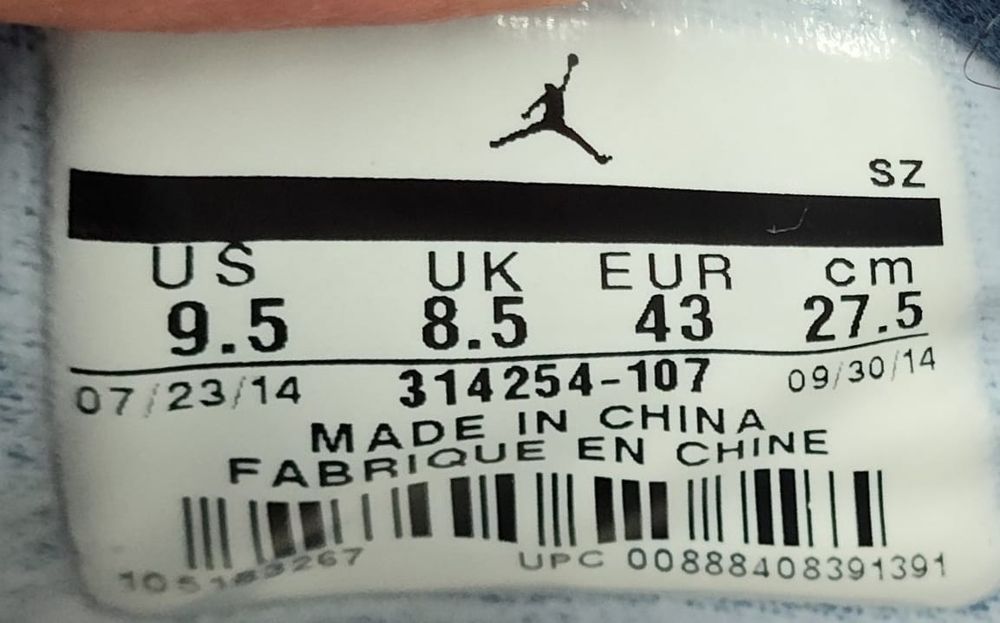 SZ
US UK EUR cm
9.5 8.5 43 27.5
07/23/14 314254-107 09/30/14
MADE IN CHINA
FABRIQUE EN CHINE
UPC 00888408391391